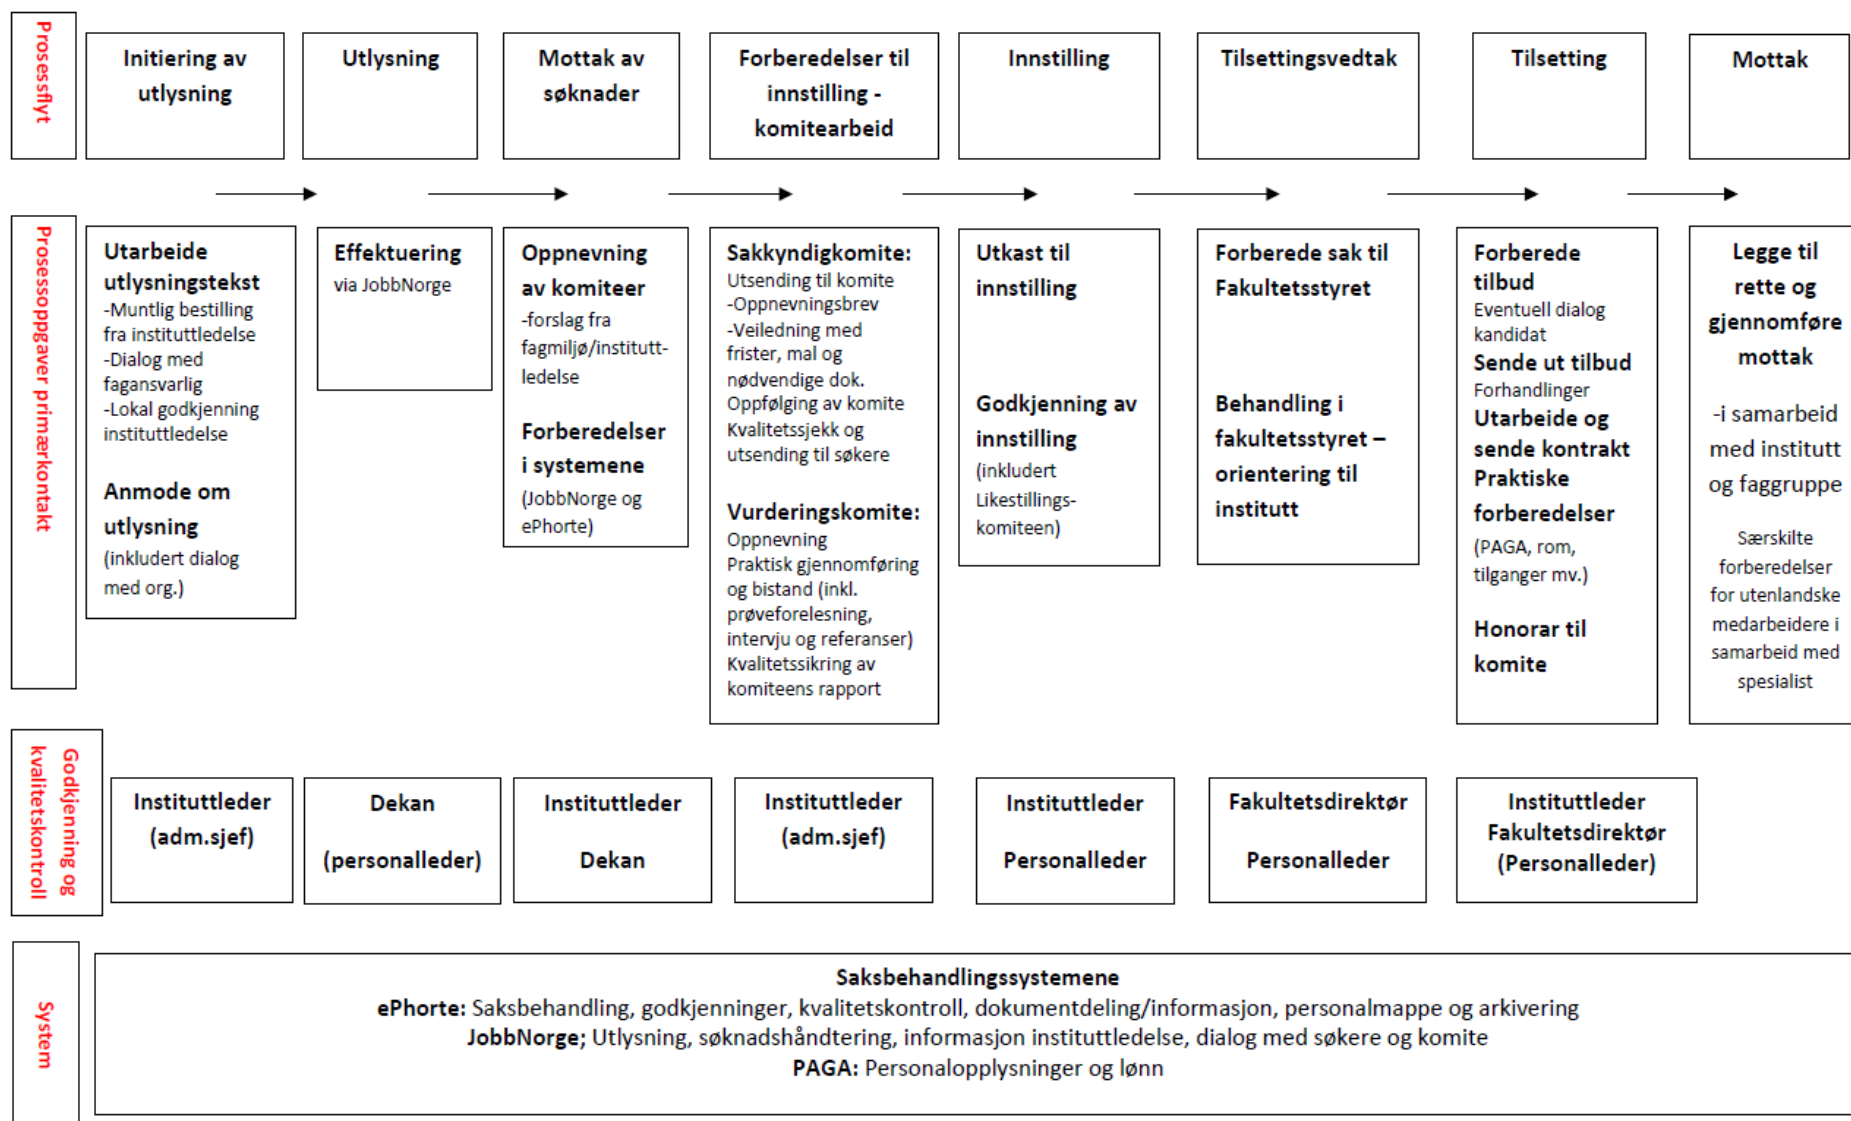 Prosessflyt
Initiering av
utlysning
Utlysning
Mottak av
søknader
Forberedelser til
innstilling -
komitearbeid
Innstilling
Tilsettingsvedtak
Tilsetting
Mottak
Prosessoppgaver primærkontakt
Utarbeide
utlysningstekst
-Muntlig bestilling
fra instituttledelse
-Dialog med
fagansvarlig
-Lokal godkjenning
instituttledelse
Anmode om
utlysning
(inkludert dialog
med org.)
Effektuering
via JobbNorge
Oppnevning
av komiteer
-forslag fra
fagmiljø/institutt-
ledelse
Forberedelser
i systemene
(JobbNorge og
ePhorte)
Sakkyndigkomite:
Utsending til komite
-Oppnevningsbrev
-Veiledning med
frister, mal og
nødvendige dok.
Oppfølging av komite
Kvalitetssjekk og
utsending til søkere
Vurderingskomite:
Oppnevning
Praktisk gjennomføring
og bistand (inkl.
prøveforelesning,
intervju og referanser)
Kvalitetssikring av
komiteens rapport
Utkast til
innstilling
Godkjenning av
innstilling
(inkludert
Likestillings-
komiteen)
Forberede sak til
Fakultetsstyret
Behandling i
fakultetsstyret –
orientering til
institutt
Forberede
tilbud
Eventuell dialog
kandidat
Sende ut tilbud
Forhandlinger
Utarbeide og
sende kontrakt
Praktiske
forberedelser
(PAGA, rom,
tilganger mv.)
Honorar til
komite
Legge til
rette og
gjennomføre
mottak
-i samarbeid
med institutt
og faggruppe
Særskilte
forberedelser
for utenlandske
medarbeidere i
samarbeid med
spesialist
Godkjenning og
kvalitetskontroll
Instituttleder
(adm.sjef)
Dekan
(personalleder)
Instituttleder
Dekan
Instituttleder
(adm.sjef)
Instituttleder
Personalleder
Fakultetsdirektør
Personalleder
Instituttleder
Fakultetsdirektør
(Personalleder)
System
Saksbehandlingssystemene
ePhorte: Saksbehandling, godkjenninger, kvalitetskontroll, dokumentdeling/informasjon, personalmappe og arkivering
JobbNorge; Utlysning, søknadshåndtering, informasjon instituttledelse, dialog med søkere og komite
PAGA: Personalopplysninger og lønn